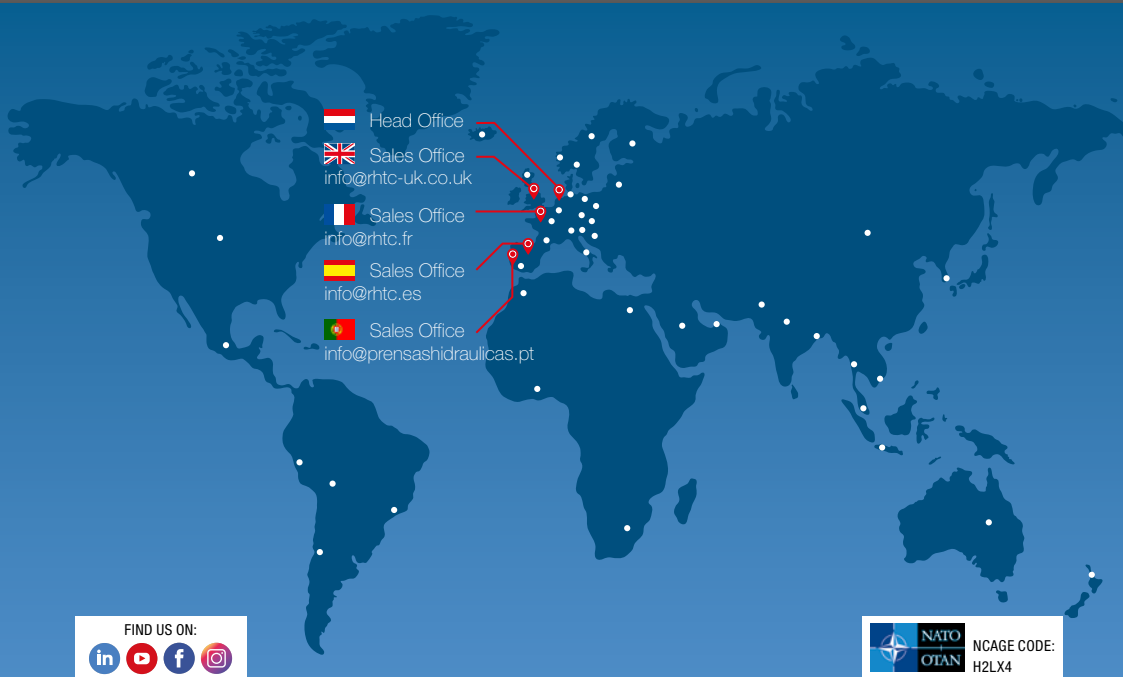 Head Office
Sales Office
info@rhtc-uk.co.uk
Sales Office
info@rhtc.fr
Sales Office
info@rhtc.es
Sales Office
info@prensashidraulicas.pt
FIND US ON:
in
f
NATO
OTAN
NCAGE CODE:
H2LX4